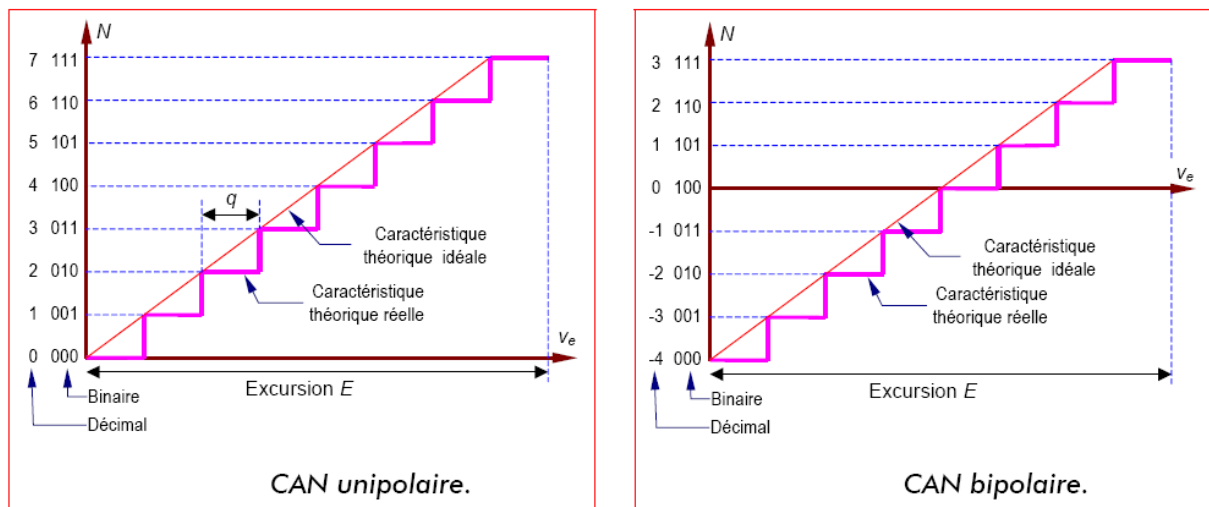 N
7 111
6 110
5 101
4 100
q
3 011
Caractéristique
théorique idéale
2 010
Caractéristique
théorique réelle
1 001
v_e
0 000
Excursion E
Binaire
Décimal
CAN unipolaire.
N
3 111
2 110
1 101
v_e
0 100
-1 011
Caractéristique
théorique idéale
-2 010
Caractéristique
théorique réelle
-3 001
-4 000
Excursion E
Binaire
Décimal
CAN bipolaire.